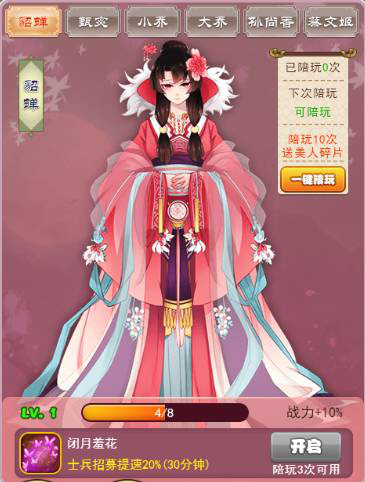 貂蝉 甄宓 小乔 大乔 孙尚香 蔡文姬
貂蝉
已陪玩0次
下次陪玩
可陪玩
陪玩10次
送美人碎片
一键陪玩
LV. 1 4/8 战力+10%
闭月羞花
士兵招募提速20%(30分钟)
开启
陪玩3次可用